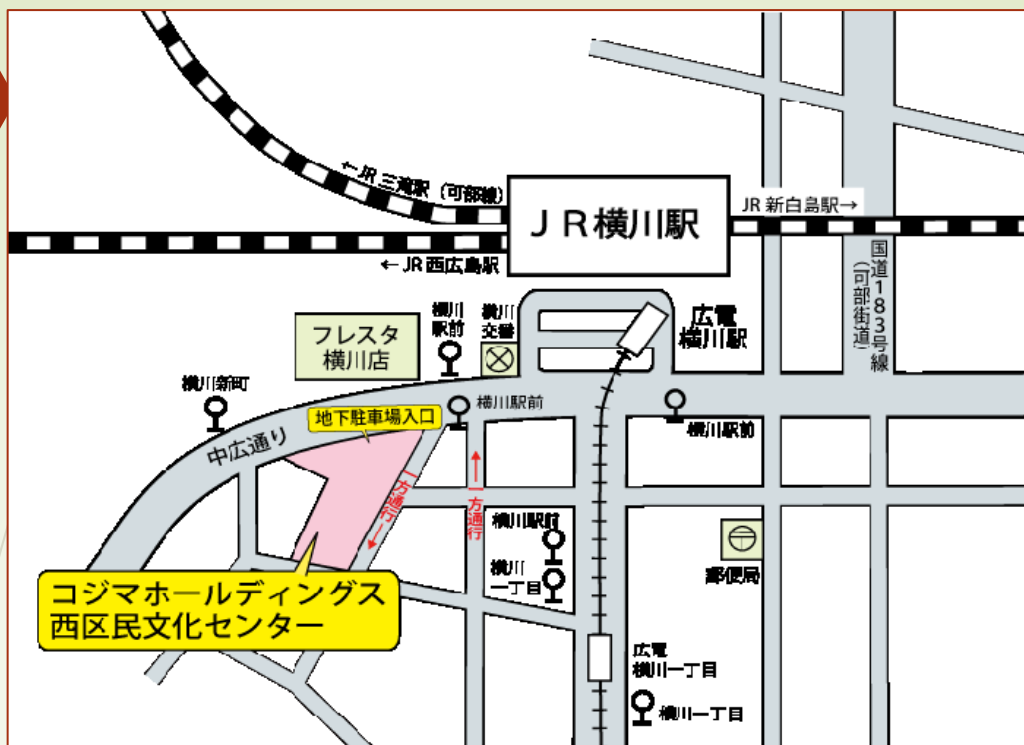 ←JR 三滝駅（可部線）
ＪＲ横川駅
JR 新白島駅→
←JR 西広島駅
国道１８３号線
（可部街道）
横川
駅前
横川
交番
広電
横川駅
フレスタ
横川店
横川新町
地下駐車場入口
横川駅前
横川駅前
中広通り
一方通行
一方通行
横川駅前
横川
一丁目
郵便局
コジマホールディングス
西区民文化センター
広電
横川一丁目
横川一丁目